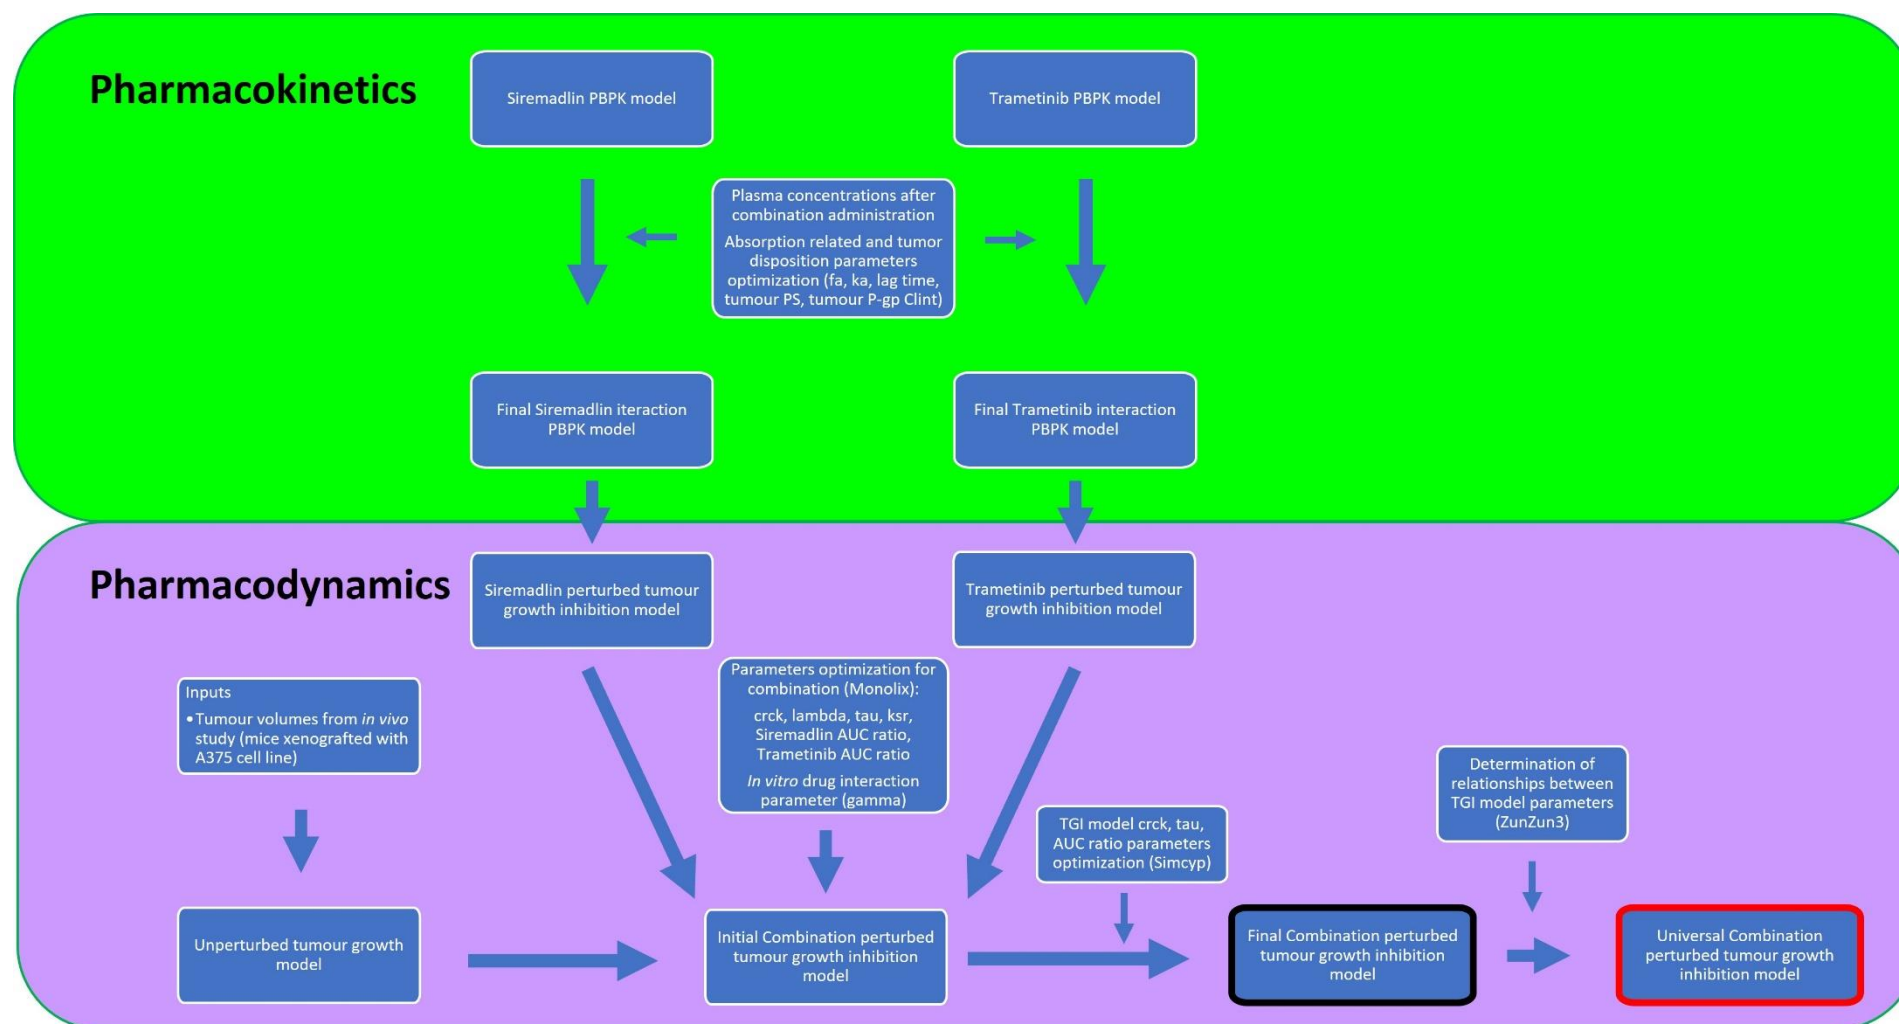 Pharmacokinetics
Siremadlin PBPK model
Trametinib PBPK model
Plasma concentrations after
combination administration
Absorption related and tumor
disposition parameters
optimization (fa, ka, lag time,
tumour PS, tumour P-gp Clint)
Final Siremadlin iteraction
PBPK model
Final Trametinib interaction
PBPK model
Pharmacodynamics
Siremadlin perturbed tumour
growth inhibition model
Trametinib perturbed tumour
growth inhibition model
Inputs
•Tumour volumes from in vivo
study (mice xenografted with
A375 cell line)
Parameters optimization for
combination (Monolix):
crck, lambda, tau, ksr,
Siremadlin AUC ratio,
Trametinib AUC ratio
In vitro drug interaction
parameter (gamma)
TGI model crck, tau,
AUC ratio parameters
optimization (Simcyp)
Determination of
relationships between
TGI model parameters
(ZunZun3)
Unperturbed tumour growth
model
Initial Combination perturbed
tumour growth inhibition
model
Final Combination perturbed
tumour growth inhibition
model
Universal Combination
perturbed tumour growth
inhibition model